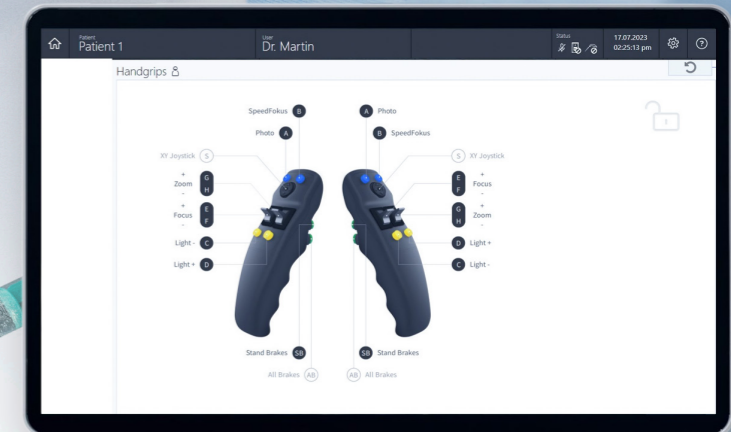 Patient
Patient 1
User
Dr. Martin
Status
17.07.2023
02:25:13 pm
?
Handgrips
SpeedFokus B
Photo A
XY Joystick S
+
Zoom
-
G
H
+
Focus
-
E
F
Light - C
Light + D
Stand Brakes SB
All Brakes AB
A Photo
B SpeedFokus
S XY Joystick
E
F
+
Focus
-
G
H
+
Zoom
-
D Light +
C Light -
SB Stand Brakes
AB All Brakes